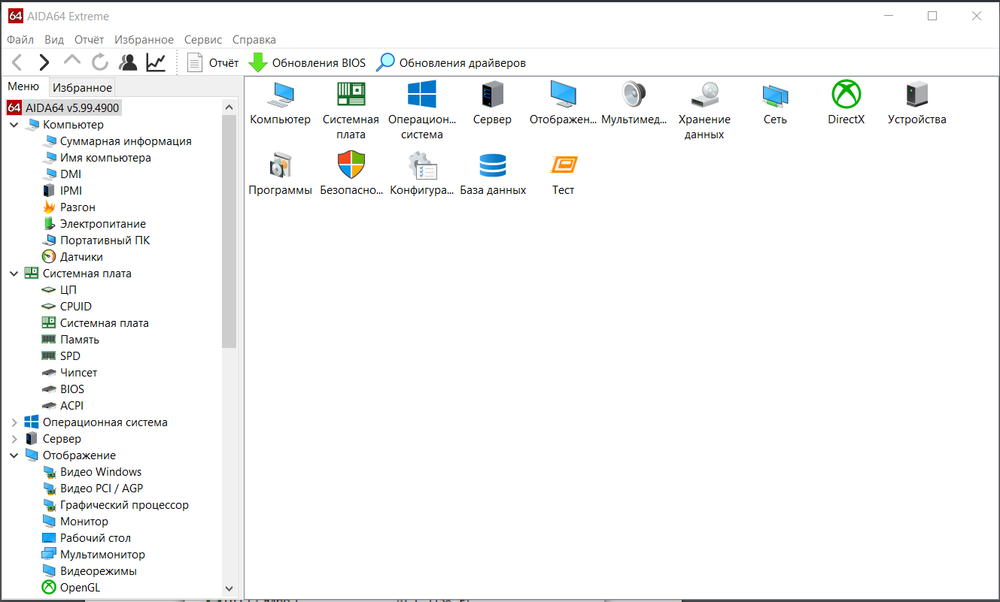 64 AIDA64 Extreme
Файл Вид Отчёт Избранное Сервис Справка
Отчёт Обновления BIOS Обновления драйверов
Меню Избранное
64 AIDA64 v5.99.4900
Компьютер
Суммарная информация
Имя компьютера
DMI
IPMI
Разгон
Электропитание
Портативный ПК
Датчики
Системная плата
ЦП
CPUID
Системная плата
Память
SPD
Чипсет
BIOS
ACPI
Операционная система
Сервер
Отображение
Видео Windows
Видео PCI / AGP
Графический процессор
Монитор
Рабочий стол
Мультимонитор
Видеорежимы
OpenGL
Компьютер
Системная
плата
Операцион...
система
Сервер
Отображен...
Мультимед...
Хранение
данных
Сеть
DirectX
Устройства
Программы
Безопасно...
Конфигура...
База данных
Тест